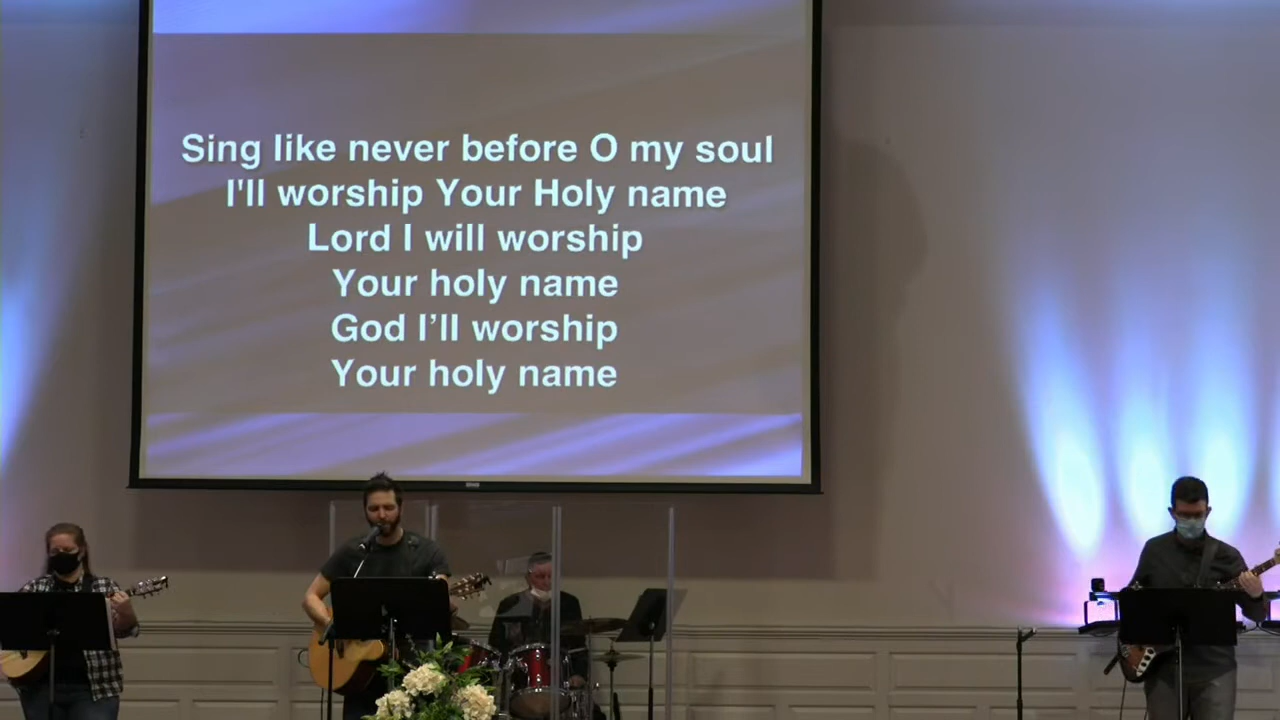 Sing like never before O my soul
I'll worship Your Holy name
Lord I will worship
Your holy name
God I’ll worship
Your holy name